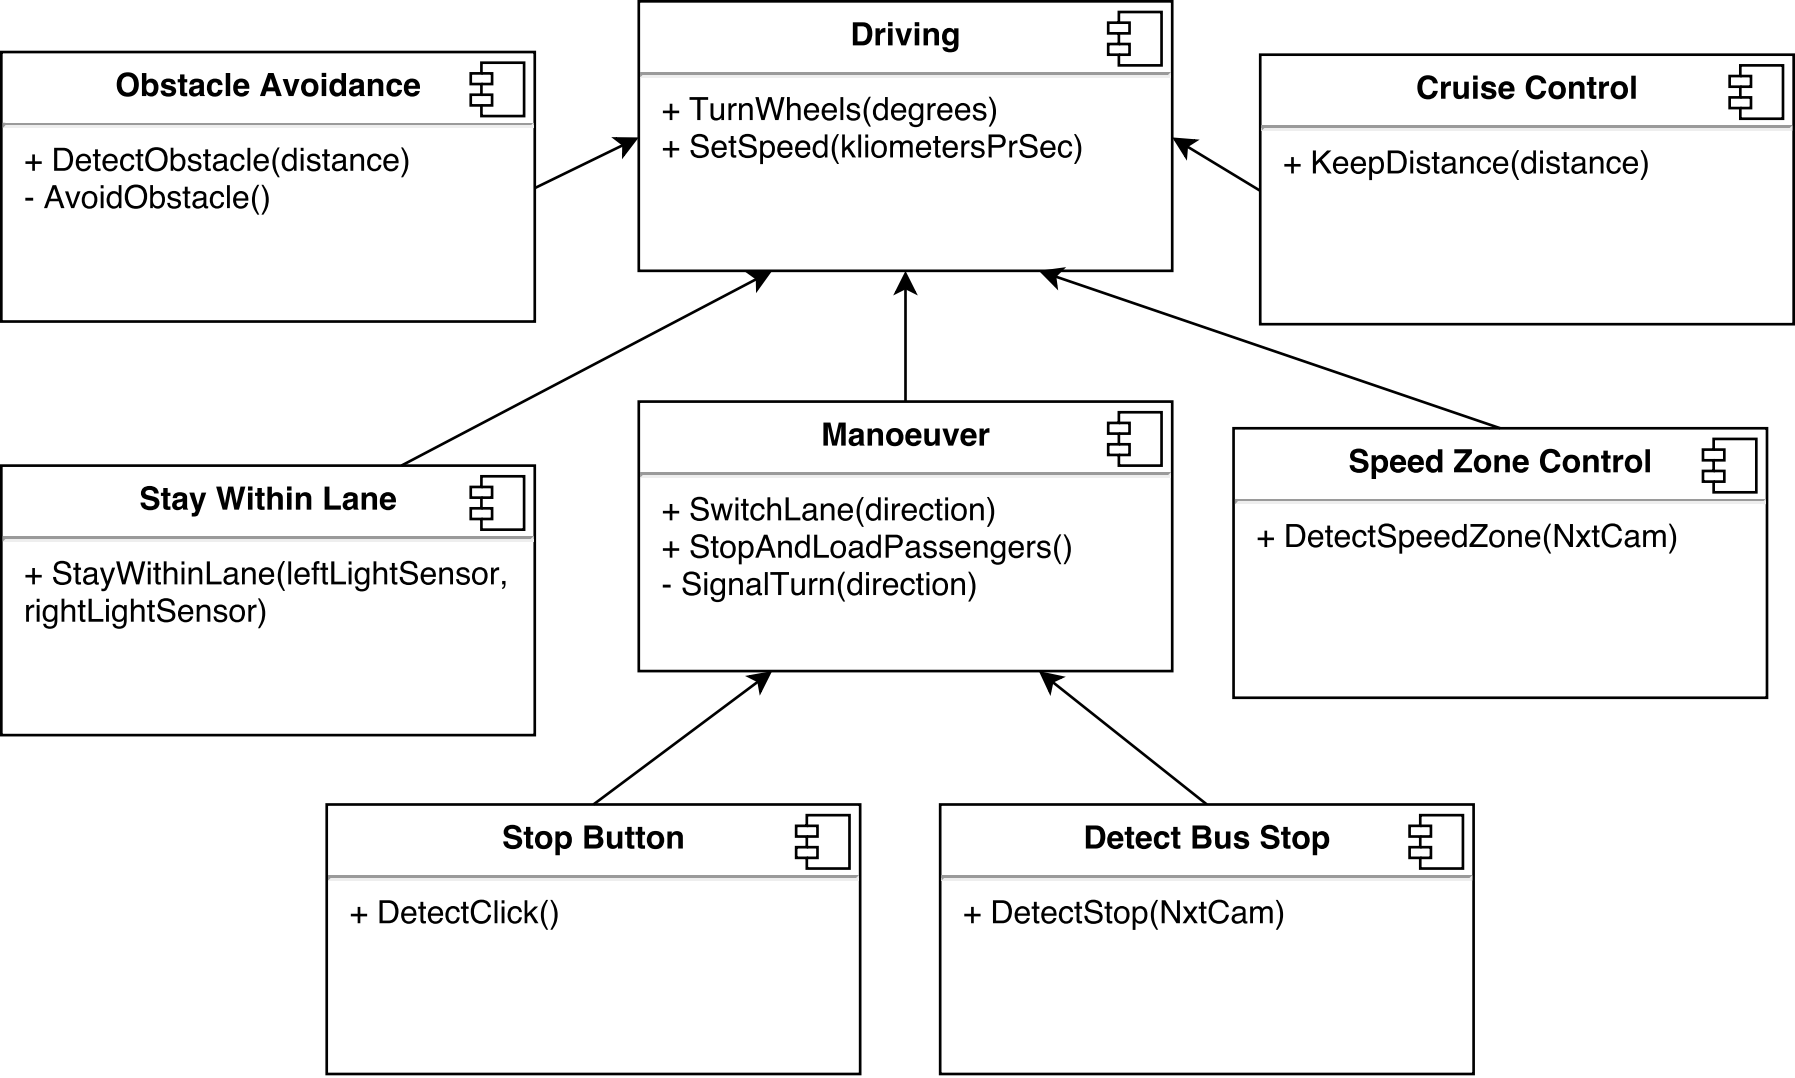 Driving
+ TurnWheels(degrees)
+ SetSpeed(kliometersPrSec)
Obstacle Avoidance
+ DetectObstacle(distance)
- AvoidObstacle()
Cruise Control
+ KeepDistance(distance)
Stay Within Lane
+ StayWithinLane(leftLightSensor,
rightLightSensor)
Manoeuver
+ SwitchLane(direction)
+ StopAndLoadPassengers()
- SignalTurn(direction)
Speed Zone Control
+ DetectSpeedZone(NxtCam)
Stop Button
+ DetectClick()
Detect Bus Stop
+ DetectStop(NxtCam)